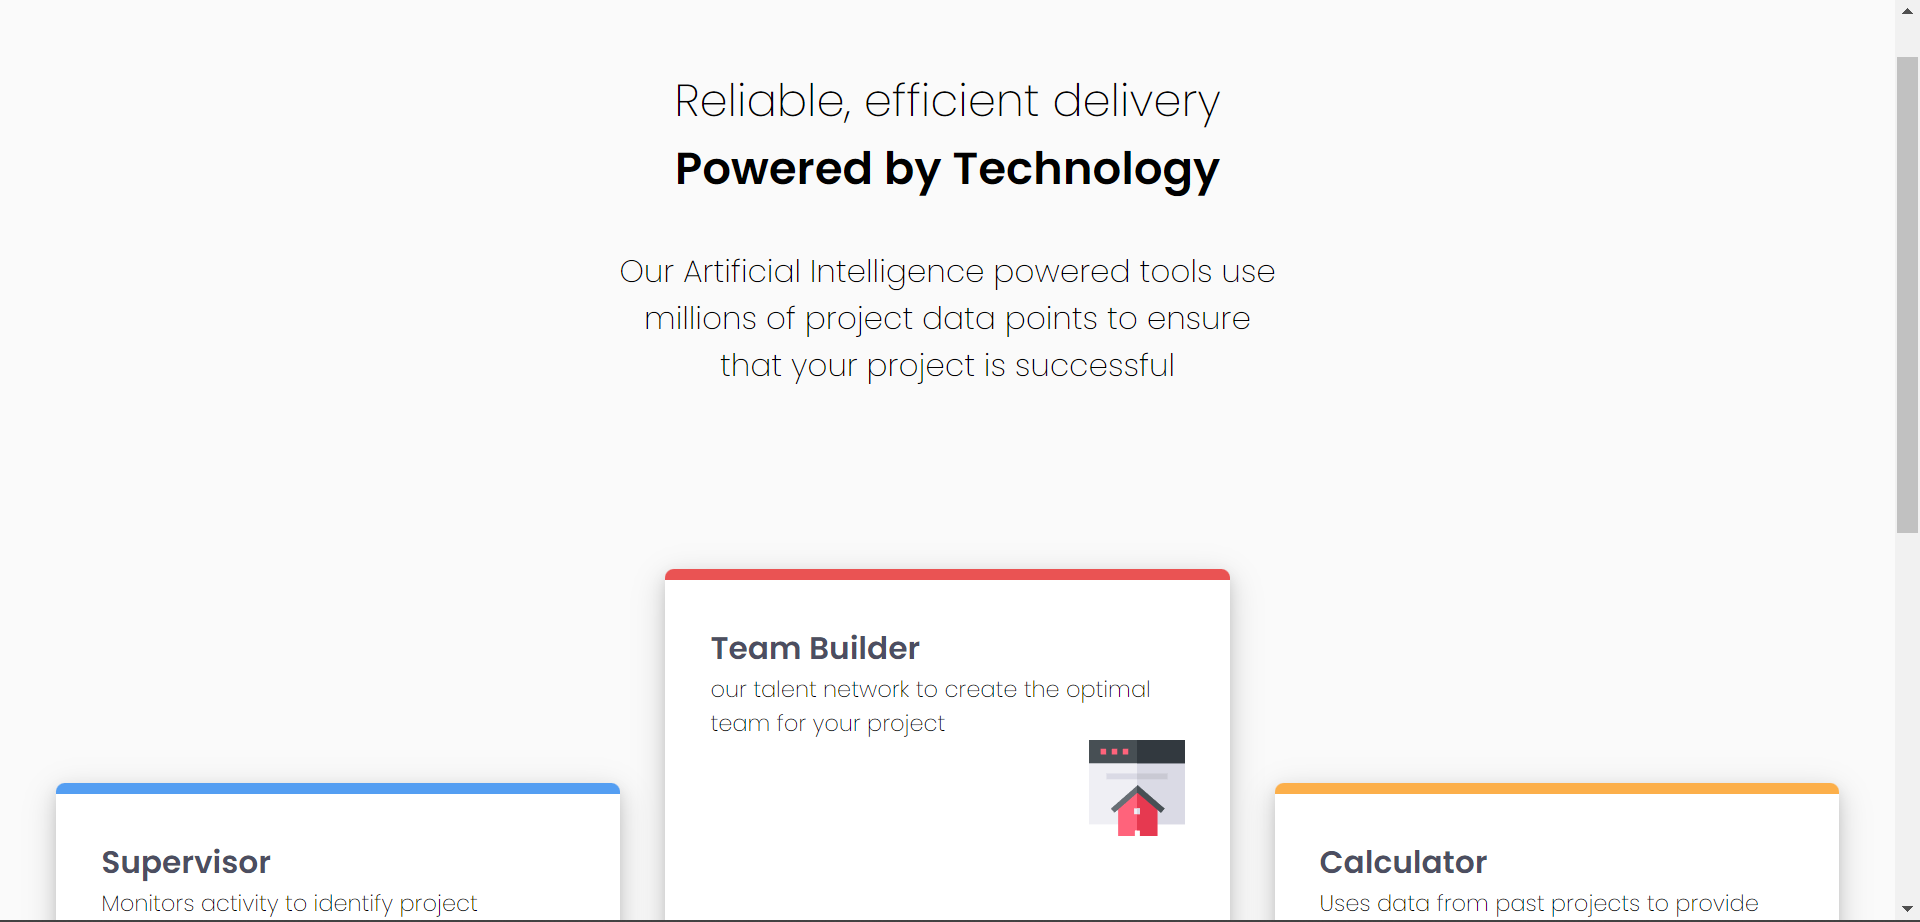 Reliable, efficient delivery
Powered by Technology
Our Artificial Intelligence powered tools use
millions of project data points to ensure
that your project is successful
Team Builder
our talent network to create the optimal
team for your project
Supervisor
Monitors activity to identify project
Calculator
Uses data from past projects to provide